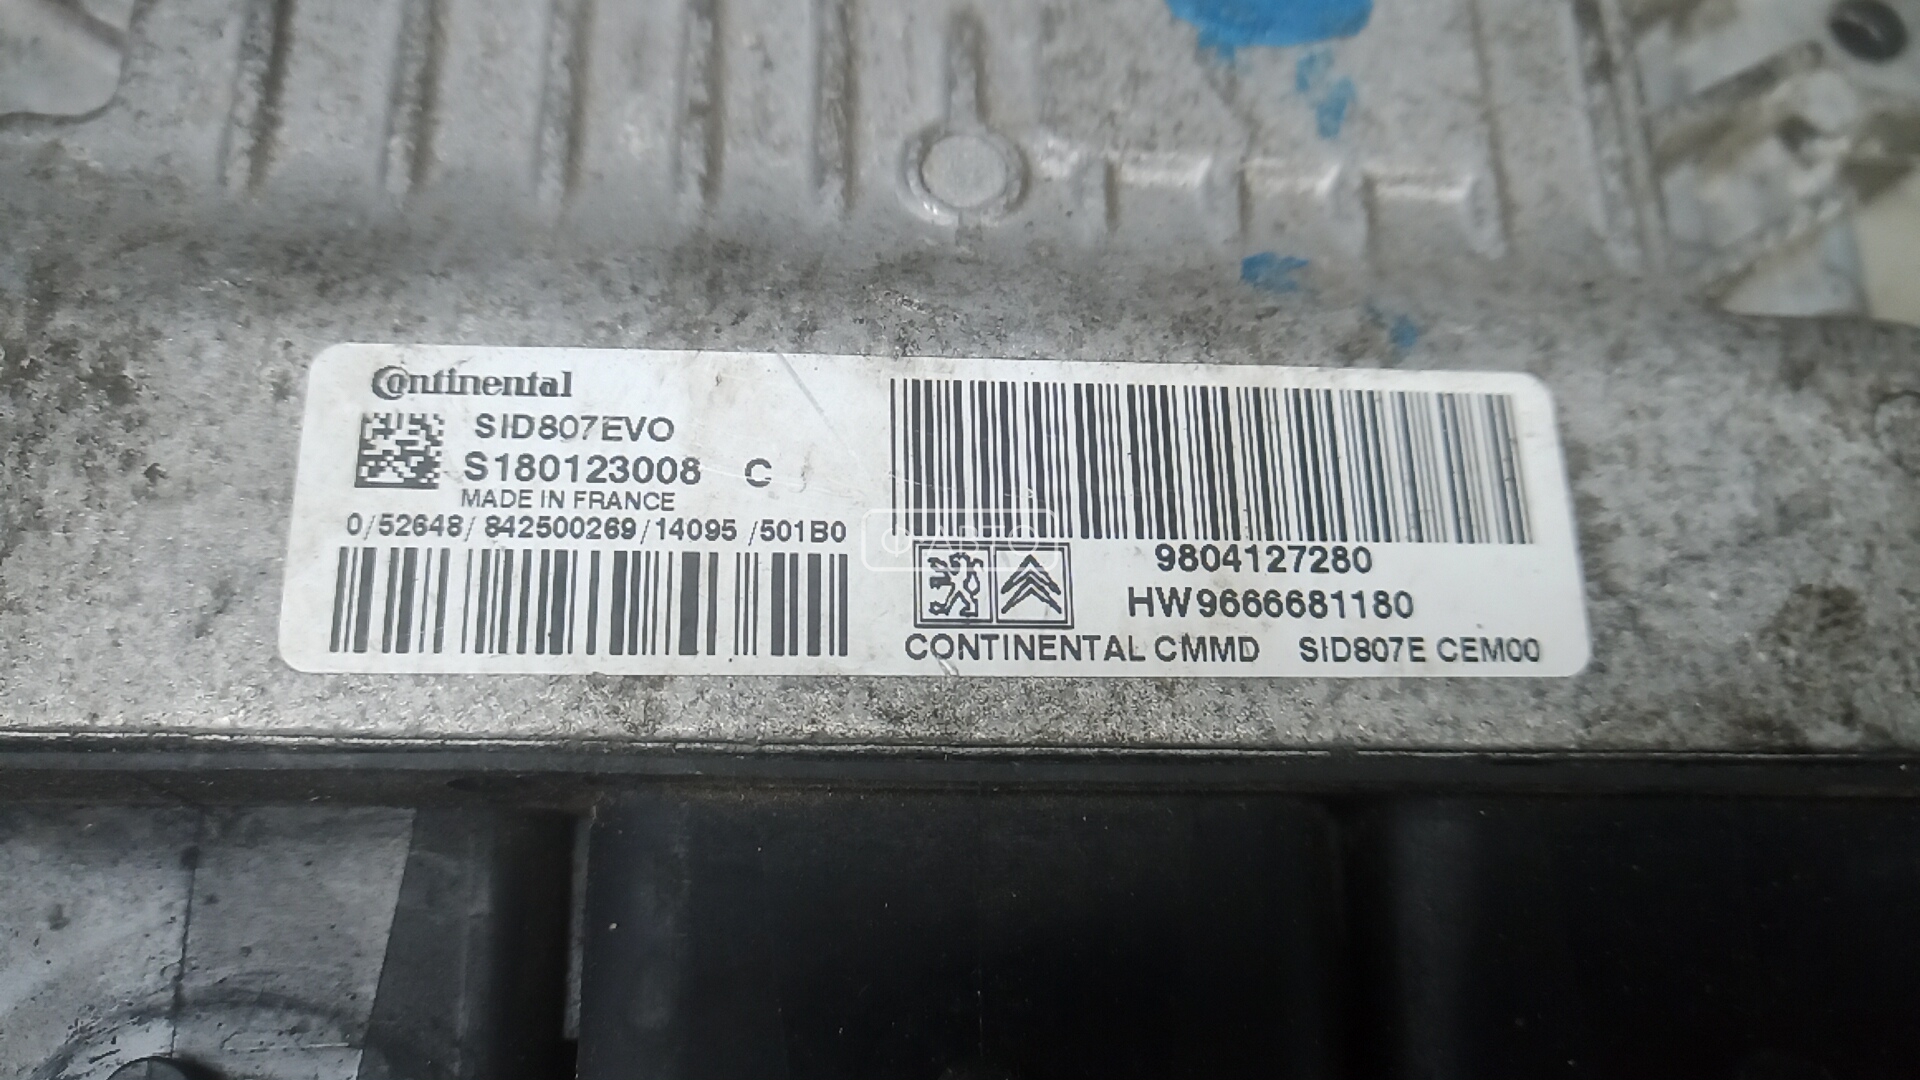 Continental
SID807EVO
S180123008 C
MADE IN FRANCE
0/52648/842500269/14095 /501B0
9804127280
HW9666681180
CONTINENTAL CMMD SID807E CEM00